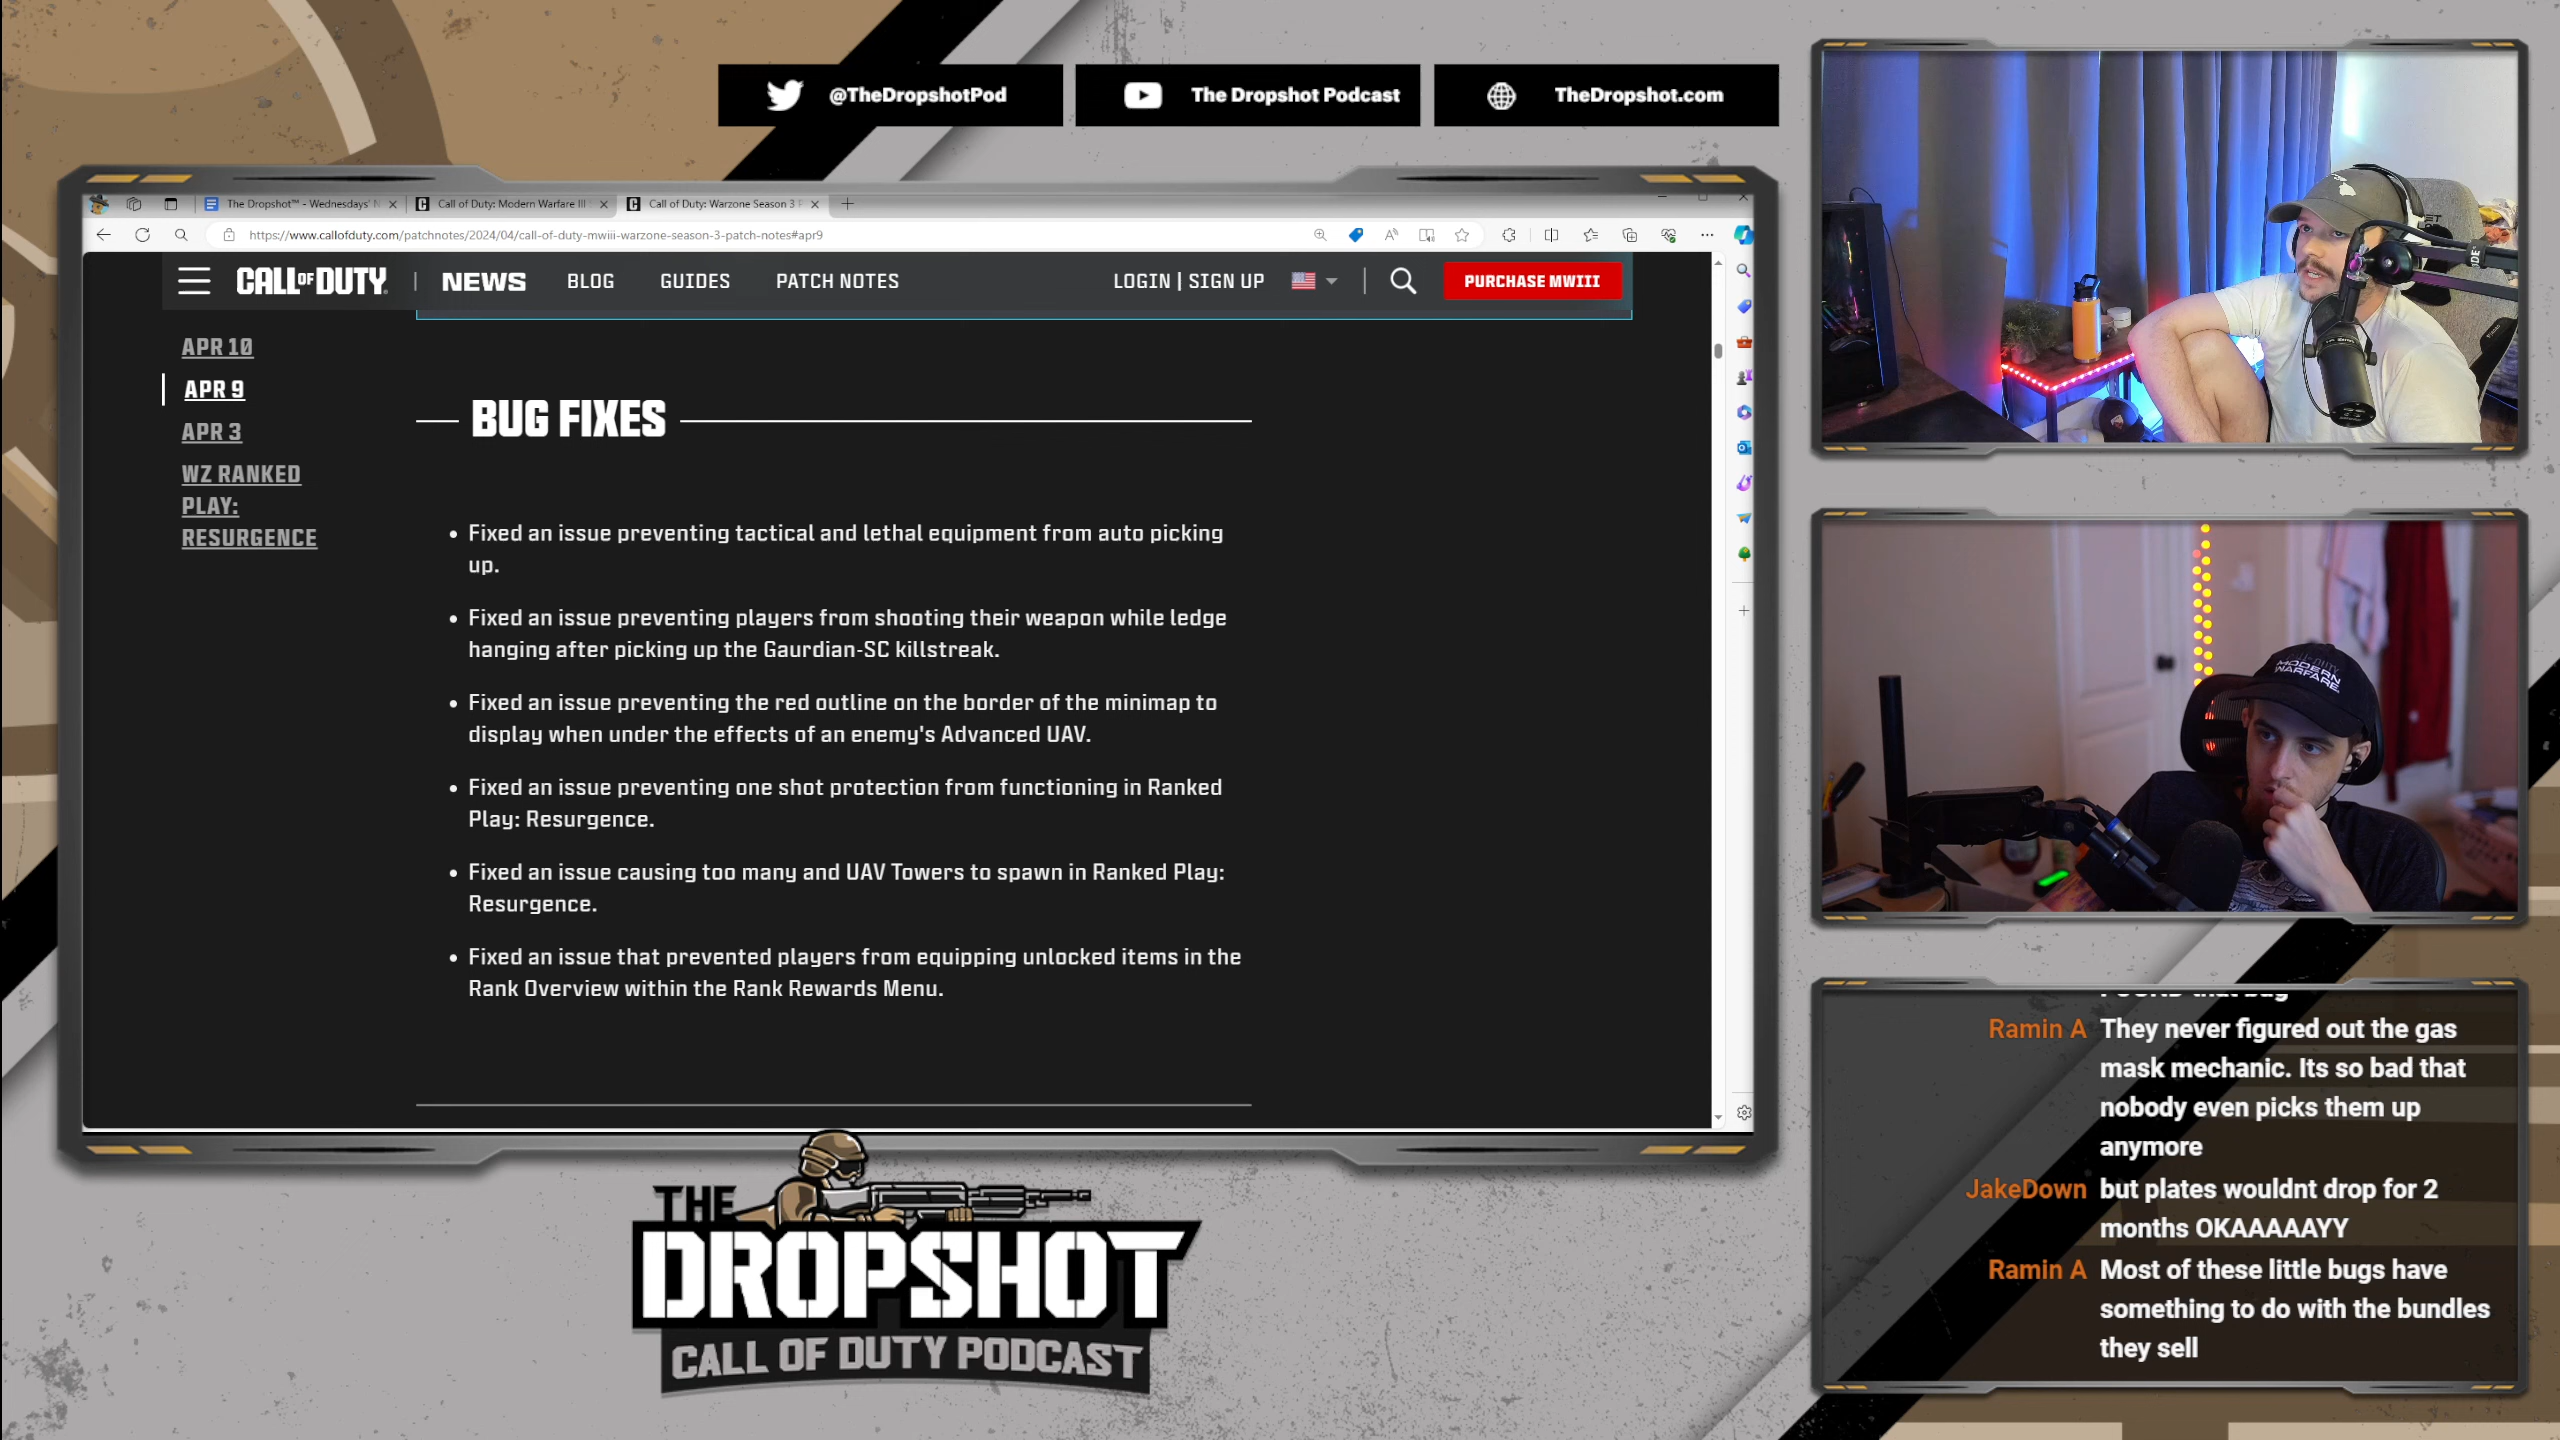 @TheDropshotPod
The Dropshot Podcast
TheDropshot.com
The Dropshot™ - Wednesdays'
Call of Duty: Modern Warfare III
Call of Duty: Warzone Season 3
https://www.callofduty.com/patchnotes/2024/04/call-of-duty-mwiii-warzone-season-3-patch-notes#apr9
CALL OF DUTY
NEWS
BLOG
GUIDES
PATCH NOTES
LOGIN | SIGN UP
PURCHASE MWIII
APR 10
APR 9
APR 3
WZ RANKED
PLAY:
RESURGENCE
BUG FIXES
• Fixed an issue preventing tactical and lethal equipment from auto picking
up.
• Fixed an issue preventing players from shooting their weapon while ledge
hanging after picking up the Gaurdian-SC killstreak.
• Fixed an issue preventing the red outline on the border of the minimap to
display when under the effects of an enemy's Advanced UAV.
• Fixed an issue preventing one shot protection from functioning in Ranked
Play: Resurgence.
• Fixed an issue causing too many and UAV Towers to spawn in Ranked Play:
Resurgence.
• Fixed an issue that prevented players from equipping unlocked items in the
Rank Overview within the Rank Rewards Menu.
MODERN
WARFARE
that bug
Ramin A They never figured out the gas
mask mechanic. Its so bad that
nobody even picks them up
anymore
JakeDown but plates wouldnt drop for 2
months OKAAAAAYY
Ramin A Most of these little bugs have
something to do with the bundles
they sell
THE
DROPSHOT
CALL OF DUTY PODCAST